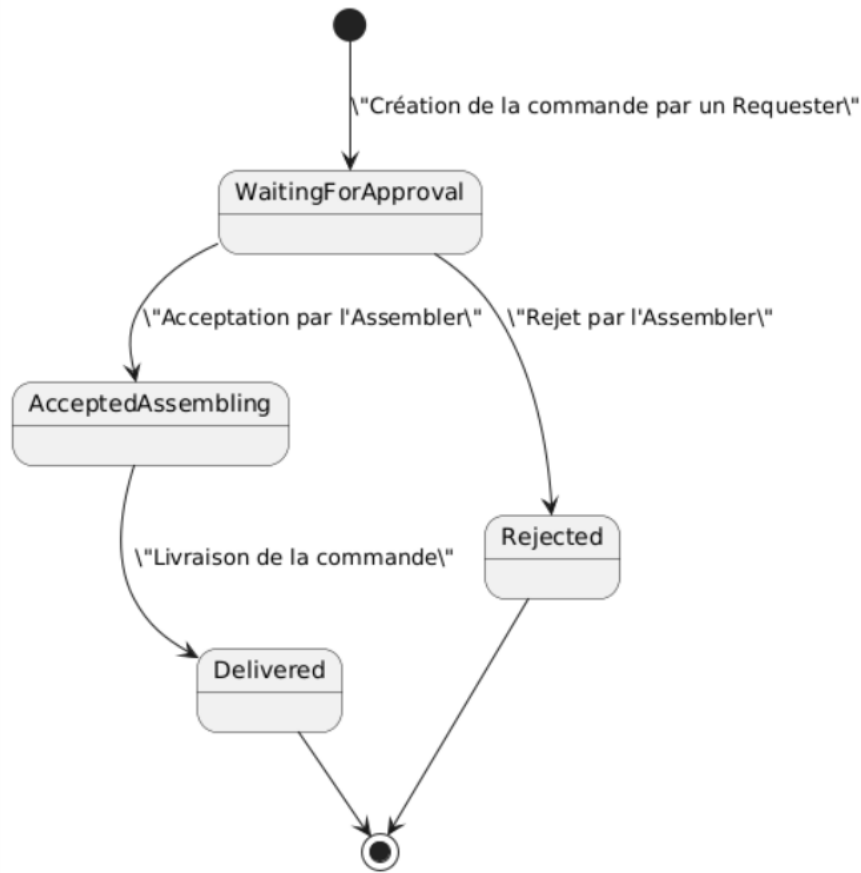 \"Création de la commande par un Requester\"
WaitingForApproval
\"Acceptation par l'Assembler\"
\"Rejet par l'Assembler\"
AcceptedAssembling
Rejected
\"Livraison de la commande\"
Delivered